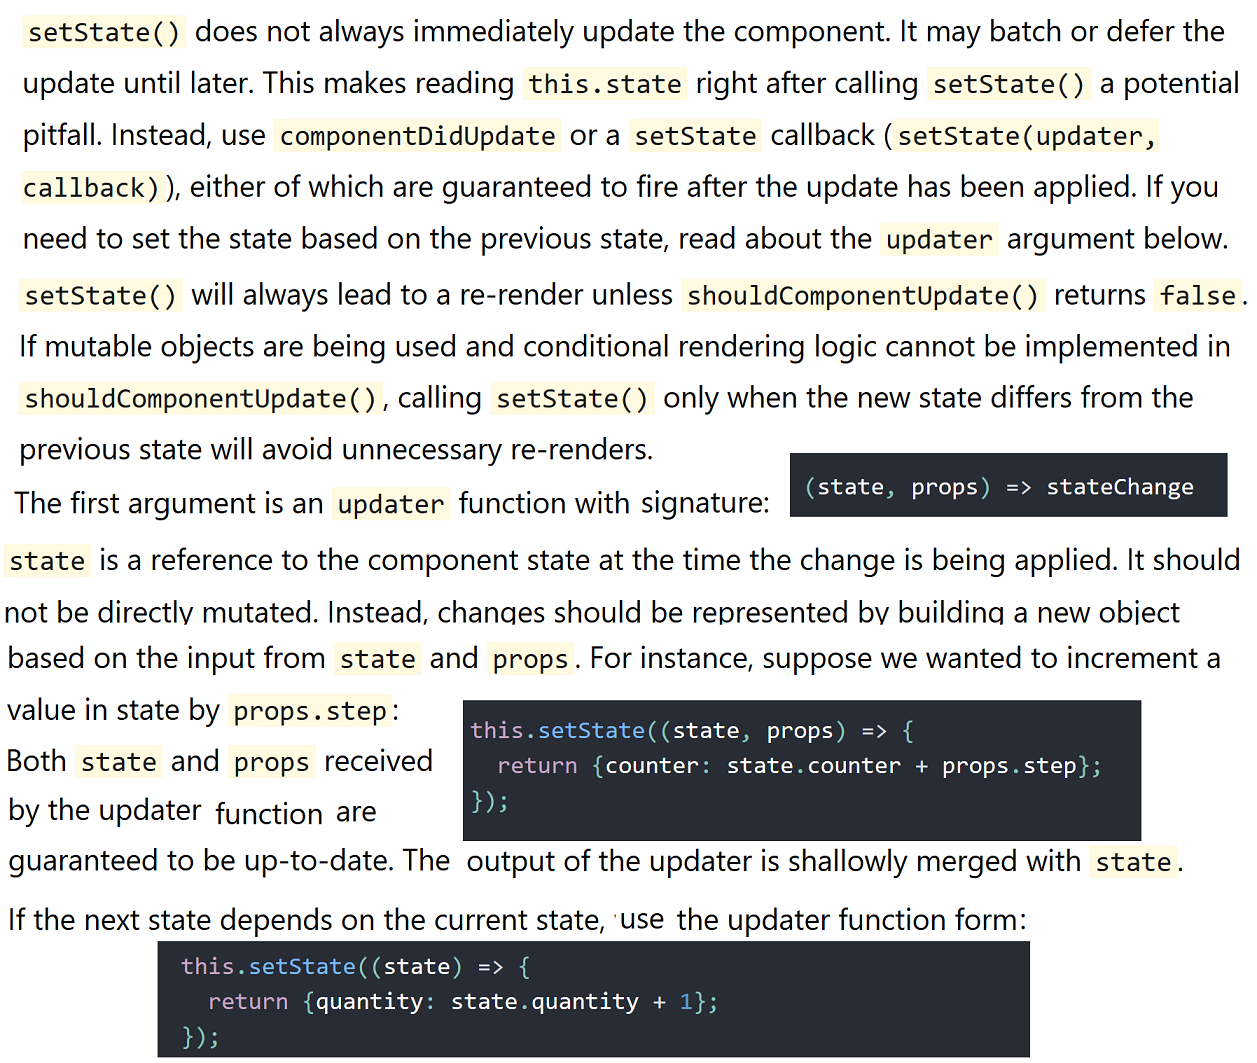 setState() does not always immediately update the component. It may batch or defer the
update until later. This makes reading this.state right after calling setState() a potential
pitfall. Instead, use componentDidUpdate or a setState callback (setState(updater,
callback)), either of which are guaranteed to fire after the update has been applied. If you
need to set the state based on the previous state, read about the updater argument below.
setState() will always lead to a re-render unless shouldComponentUpdate() returns false.
If mutable objects are being used and conditional rendering logic cannot be implemented in
shouldComponentUpdate(), calling setState() only when the new state differs from the
previous state will avoid unnecessary re-renders.
The first argument is an updater function with signature:
(state, props) => stateChange
state is a reference to the component state at the time the change is being applied. It should
not be directly mutated. Instead, changes should be represented by building a new object
based on the input from state and props. For instance, suppose we wanted to increment a
value in state by props.step:
this.setState((state, props) => {
  return {counter: state.counter + props.step};
});
Both state and props received
by the updater function are
guaranteed to be up-to-date. The output of the updater is shallowly merged with state.
If the next state depends on the current state, use the updater function form:
this.setState((state) => {
  return {quantity: state.quantity + 1};
});